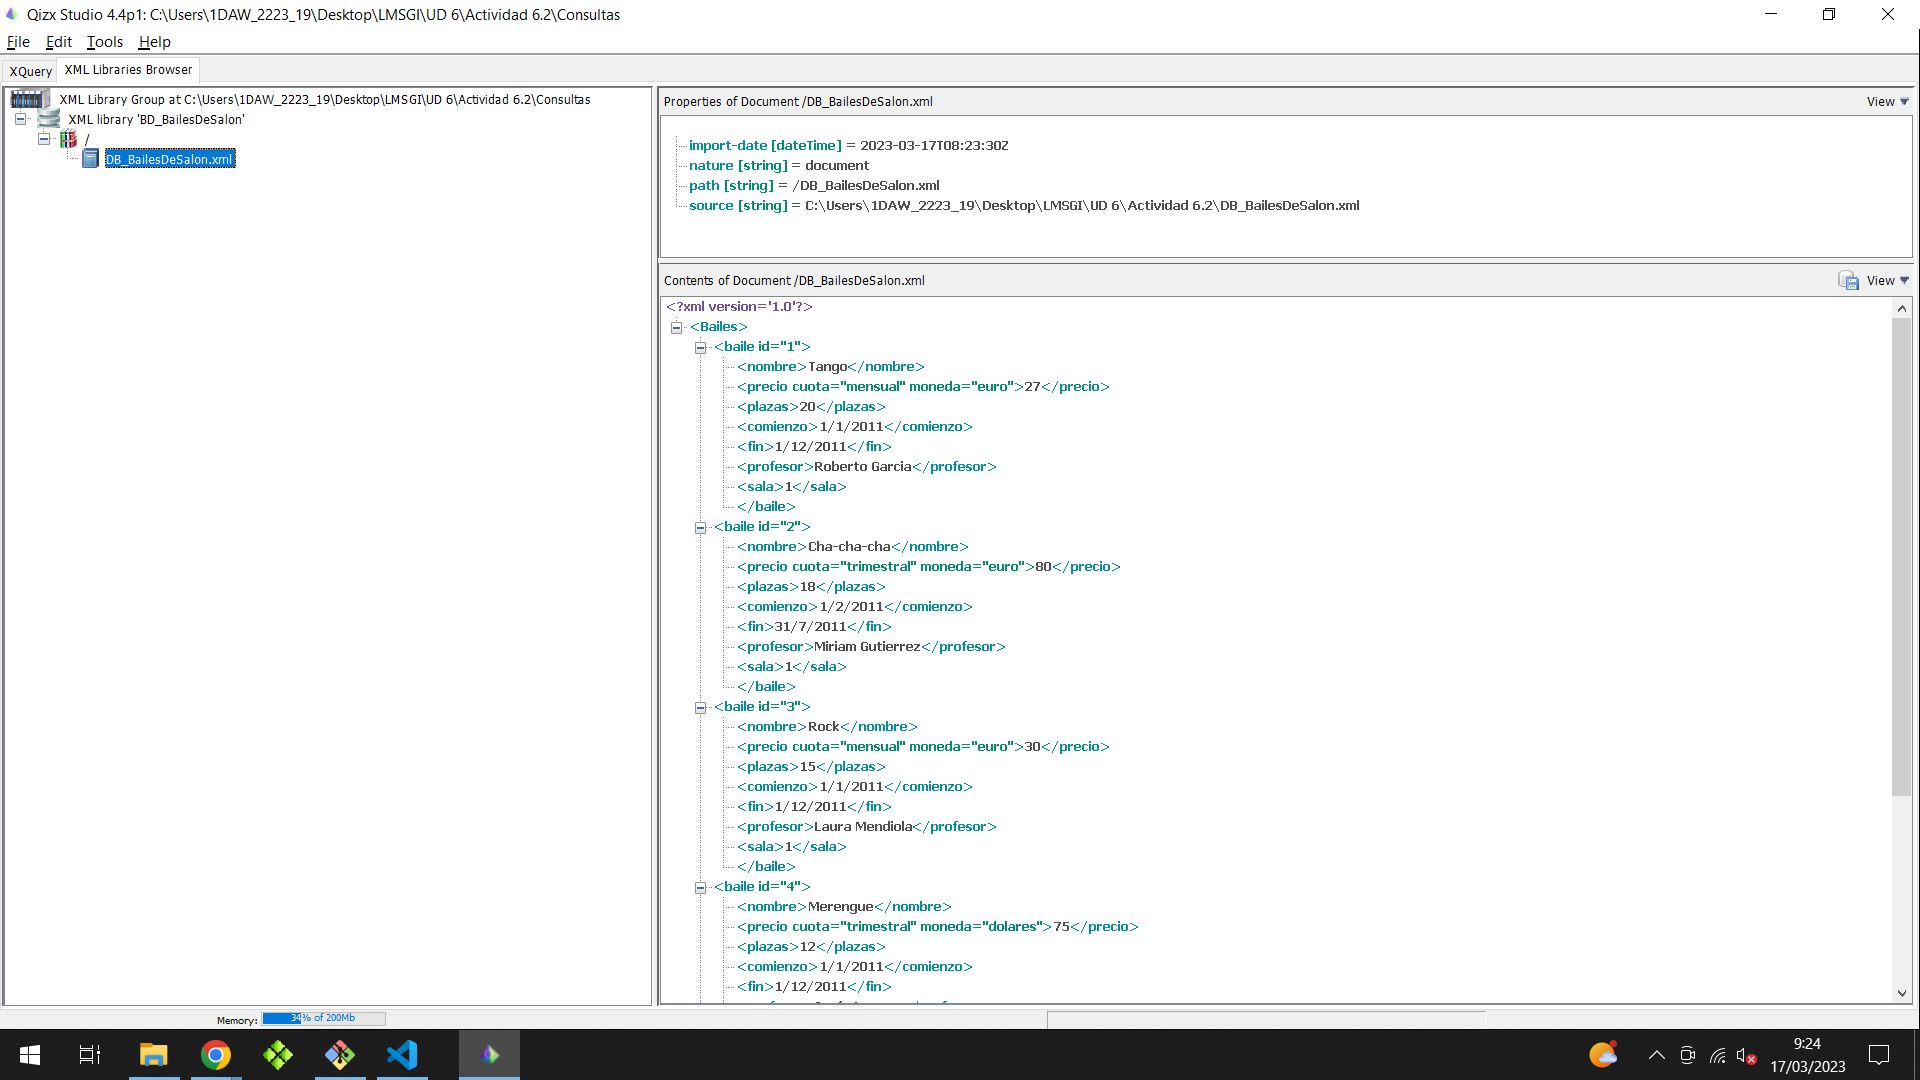 Qizx Studio 4.4p1: C:\Users\1DAW_2223_19\Desktop\LMSGI\UD 6\Actividad 6.2\Consultas
File Edit Tools Help
XQuery XML Libraries Browser
XML Library Group at C:\Users\1DAW_2223_19\Desktop\LMSGI\UD 6\Actividad 6.2\Consultas
XML library 'BD_BailesDeSalon'
/
DB_BailesDeSalon.xml
Properties of Document /DB_BailesDeSalon.xml View
import-date [dateTime] = 2023-03-17T08:23:30Z
nature [string] = document
path [string] = /DB_BailesDeSalon.xml
source [string] = C:\Users\1DAW_2223_19\Desktop\LMSGI\UD 6\Actividad 6.2\DB_BailesDeSalon.xml
Contents of Document /DB_BailesDeSalon.xml View
<?xml version='1.0'?>
<Bailes>
<baile id="1">
<nombre>Tango</nombre>
<precio cuota="mensual" moneda="euro">27</precio>
<plazas>20</plazas>
<comienzo>1/1/2011</comienzo>
<fin>1/12/2011</fin>
<profesor>Roberto Garcia</profesor>
<sala>1</sala>
</baile>
<baile id="2">
<nombre>Cha-cha-cha</nombre>
<precio cuota="trimestral" moneda="euro">80</precio>
<plazas>18</plazas>
<comienzo>1/2/2011</comienzo>
<fin>31/7/2011</fin>
<profesor>Miriam Gutierrez</profesor>
<sala>1</sala>
</baile>
<baile id="3">
<nombre>Rock</nombre>
<precio cuota="mensual" moneda="euro">30</precio>
<plazas>15</plazas>
<comienzo>1/1/2011</comienzo>
<fin>1/12/2011</fin>
<profesor>Laura Mendiola</profesor>
<sala>1</sala>
</baile>
<baile id="4">
<nombre>Merengue</nombre>
<precio cuota="trimestral" moneda="dolares">75</precio>
<plazas>12</plazas>
<comienzo>1/1/2011</comienzo>
<fin>1/12/2011</fin>
Memory: 34% of 200Mb
9:24
17/03/2023